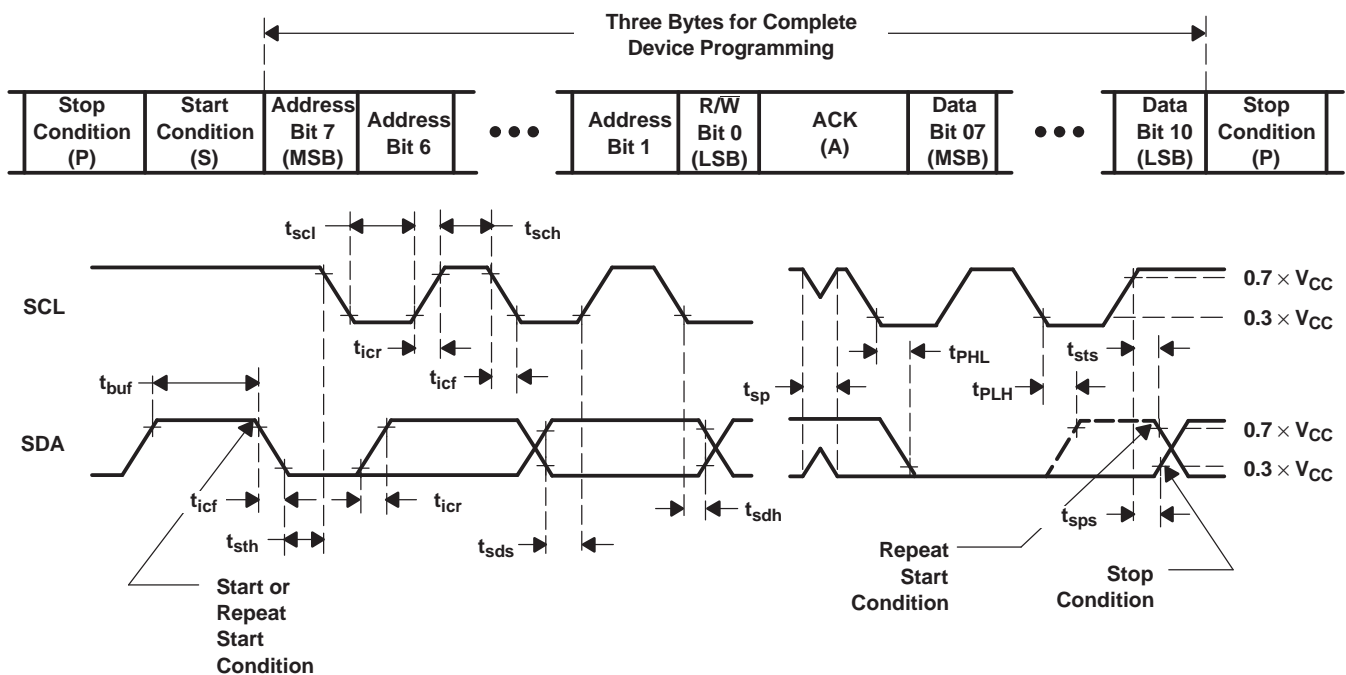 Three Bytes for Complete
Device Programming
Stop
Condition
(P)
Start
Condition
(S)
Address
Bit 7
(MSB)
Address
Bit 6
•••
Address
Bit 1
R/W̅
Bit 0
(LSB)
ACK
(A)
Data
Bit 07
(MSB)
•••
Data
Bit 10
(LSB)
Stop
Condition
(P)
tscl
tsch
SCL
0.7 × VCC
0.3 × VCC
ticr
ticf
tPHL
tsts
tbuf
tsp
tPLH
SDA
0.7 × VCC
0.3 × VCC
ticf
ticr
tsdh
tsth
tsds
tsps
Start or
Repeat
Start
Condition
Repeat
Start
Condition
Stop
Condition